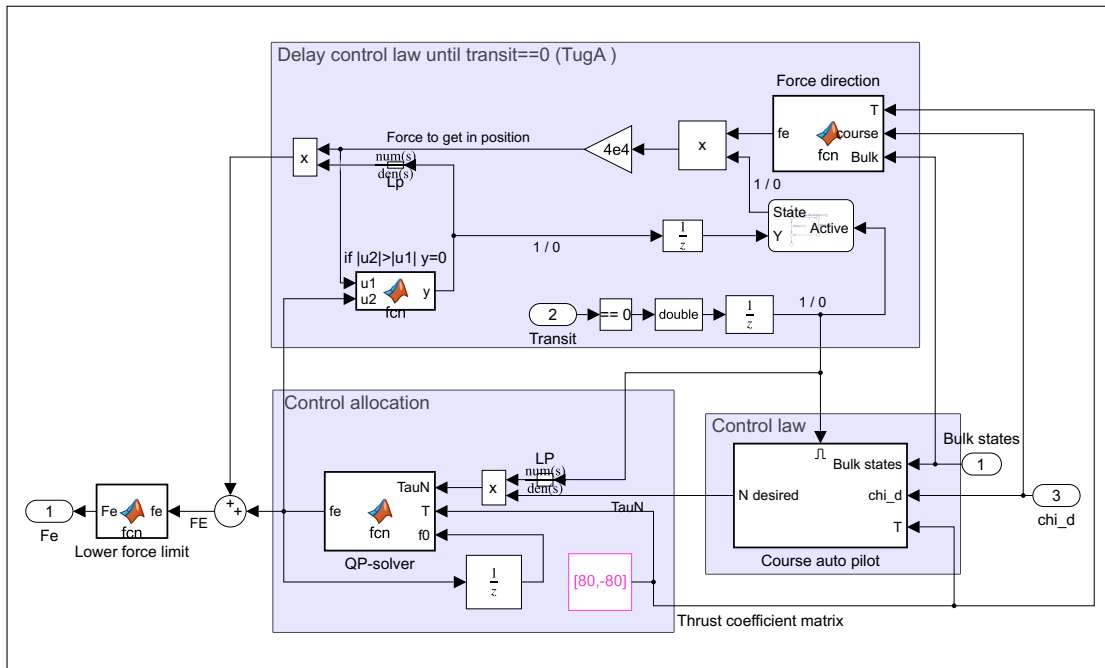 Delay control law until transit==0 (TugA )
Force direction
T
course
Bulk
fe
fcn
Force to get in position
4e4
x
x
num(s)
den(s)
Lp
1 / 0
State
Active
Y
1
z
1 / 0
if |u2|>|u1| y=0
u1
u2
y
fcn
1 / 0
2
== 0
double
1
z
Transit
Control allocation
Control law
Bulk states
1
LP
num(s)
den(s)
TauN
T
f0
fe
fcn
QP-solver
x
TauN
N desired
Bulk states
chi_d
T
Course auto pilot
3
chi_d
1
Fe
Fe
fe
fcn
Lower force limit
FE
+
+
1
z
[80,-80]
Thrust coefficient matrix